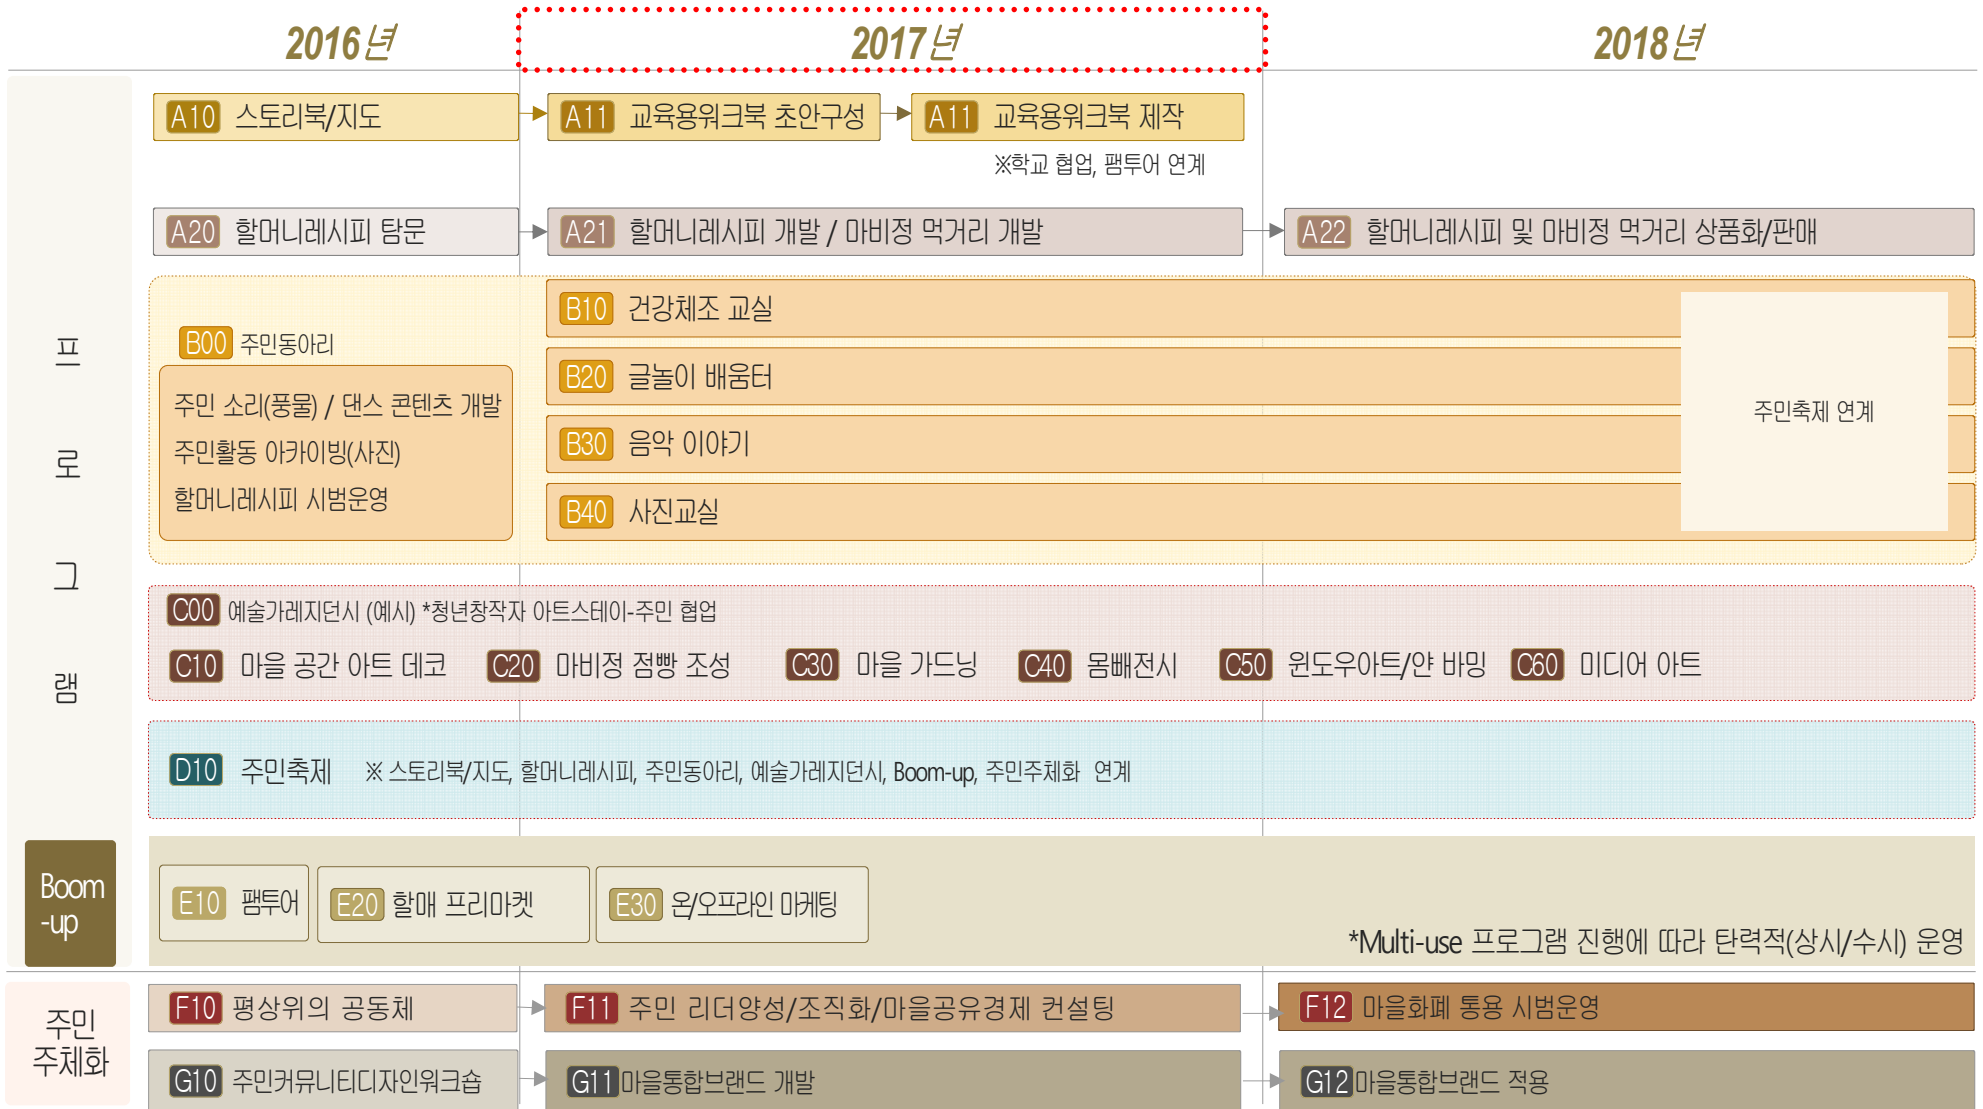 2016년 2017년 2018년
프로그램
A10 스토리북/지도 A11 교육용워크북 초안구성 A11 교육용워크북 제작
※학교 협업, 팸투어 연계
A20 할머니레시피 탐문 A21 할머니레시피 개발 / 마비정 먹거리 개발 A22 할머니레시피 및 마비정 먹거리 상품화/판매
B00 주민동아리
주민 소리(풍물) / 댄스 콘텐츠 개발
주민활동 아카이빙(사진)
할머니레시피 시범운영
B10 건강체조 교실
B20 글놀이 배움터
B30 음악 이야기
B40 사진교실
주민축제 연계
C00 예술가레지던시 (예시) *청년창작자 아트스테이-주민 협업
C10 마을 공간 아트 데코 C20 마비정 점빵 조성 C30 마을 가드닝 C40 몸빼전시 C50 윈도우아트/얀 바밍 C60 미디어 아트
D10 주민축제 ※ 스토리북/지도, 할머니레시피, 주민동아리, 예술가레지던시, Boom-up, 주민주체화 연계
Boom
-up
E10 팸투어 E20 할매 프리마켓 E30 온/오프라인 마케팅
*Multi-use 프로그램 진행에 따라 탄력적(상시/수시) 운영
주민
주체화
F10 평상위의 공동체 F11 주민 리더양성/조직화/마을공유경제 컨설팅 F12 마을화폐 통용 시범운영
G10 주민커뮤니티디자인워크숍 G11 마을통합브랜드 개발 G12 마을통합브랜드 적용